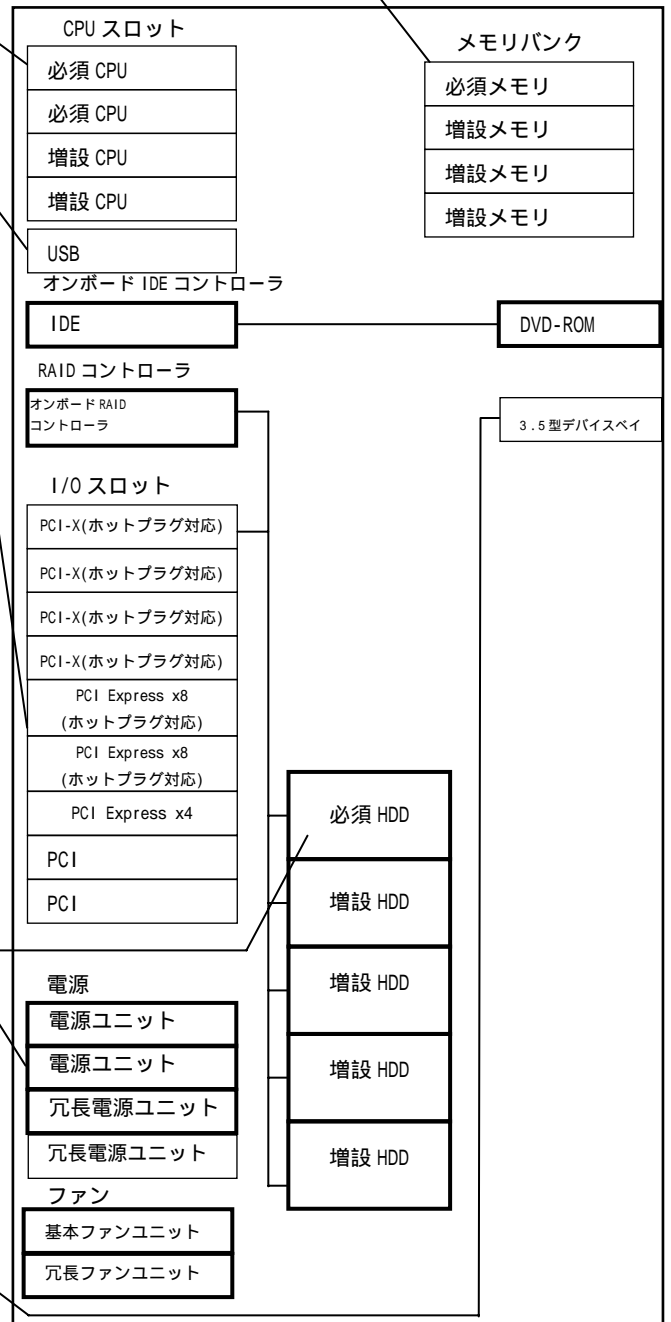 CPU スロット
必須 CPU
必須 CPU
増設 CPU
増設 CPU
USB
メモリバンク
必須メモリ
増設メモリ
増設メモリ
増設メモリ
オンボード IDE コントローラ
IDE
DVD-ROM
RAID コントローラ
オンボード RAID
コントローラ
3.5型デバイスベイ
I/O スロット
PCI-X(ホットプラグ対応)
PCI-X(ホットプラグ対応)
PCI-X(ホットプラグ対応)
PCI-X(ホットプラグ対応)
PCI Express x8
(ホットプラグ対応)
PCI Express x8
(ホットプラグ対応)
PCI Express x4
PCI
PCI
必須 HDD
増設 HDD
増設 HDD
増設 HDD
増設 HDD
電源
電源ユニット
電源ユニット
冗長電源ユニット
冗長電源ユニット
ファン
基本ファンユニット
冗長ファンユニット